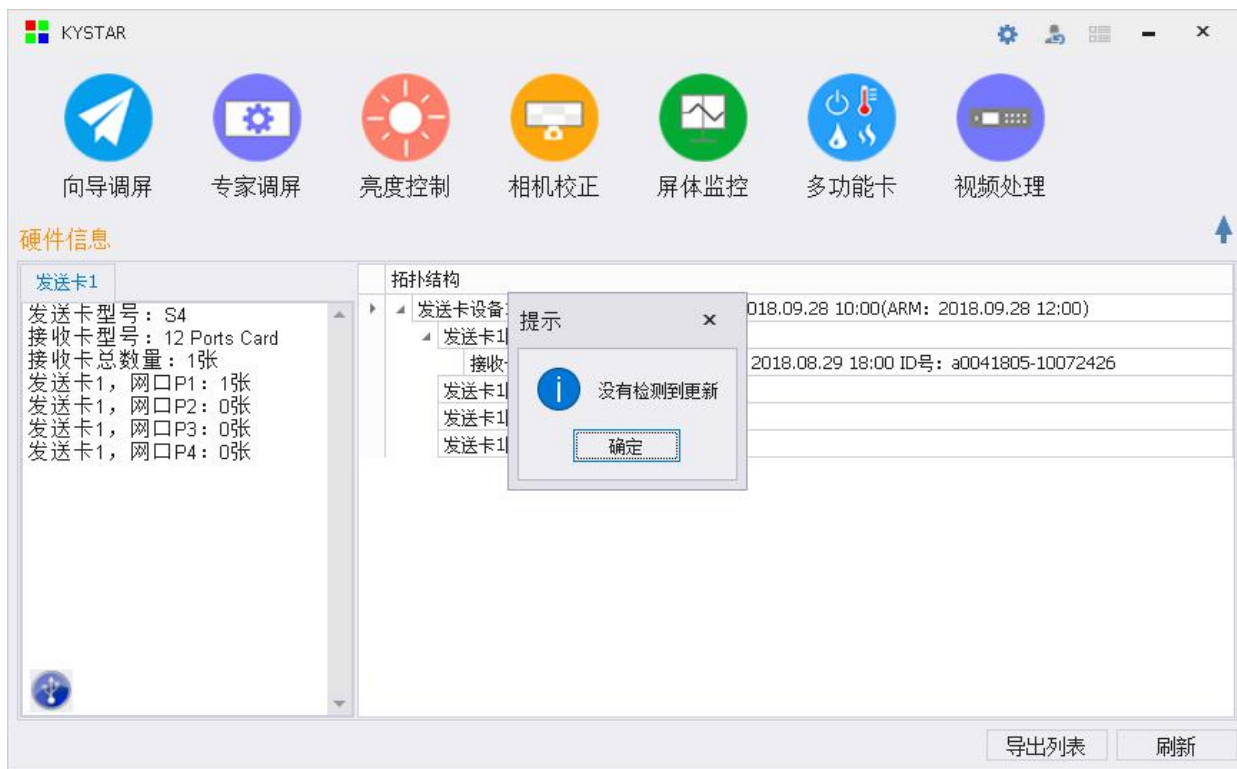 KYSTAR
向导调屏 专家调屏 亮度控制 相机校正 屏体监控 多功能卡 视频处理
硬件信息
发送卡1
发送卡型号：S4
接收卡型号：12 Ports Card
接收卡总数量：1张
发送卡1，网口P1：1张
发送卡1，网口P2：0张
发送卡1，网口P3：0张
发送卡1，网口P4：0张
拓扑结构
发送卡设备 018.09.28 10:00(ARM：2018.09.28 12:00)
发送卡1
接收 2018.08.29 18:00 ID号：a0041805-10072426
发送卡1
发送卡1
发送卡1
提示
没有检测到更新
确定
导出列表 刷新